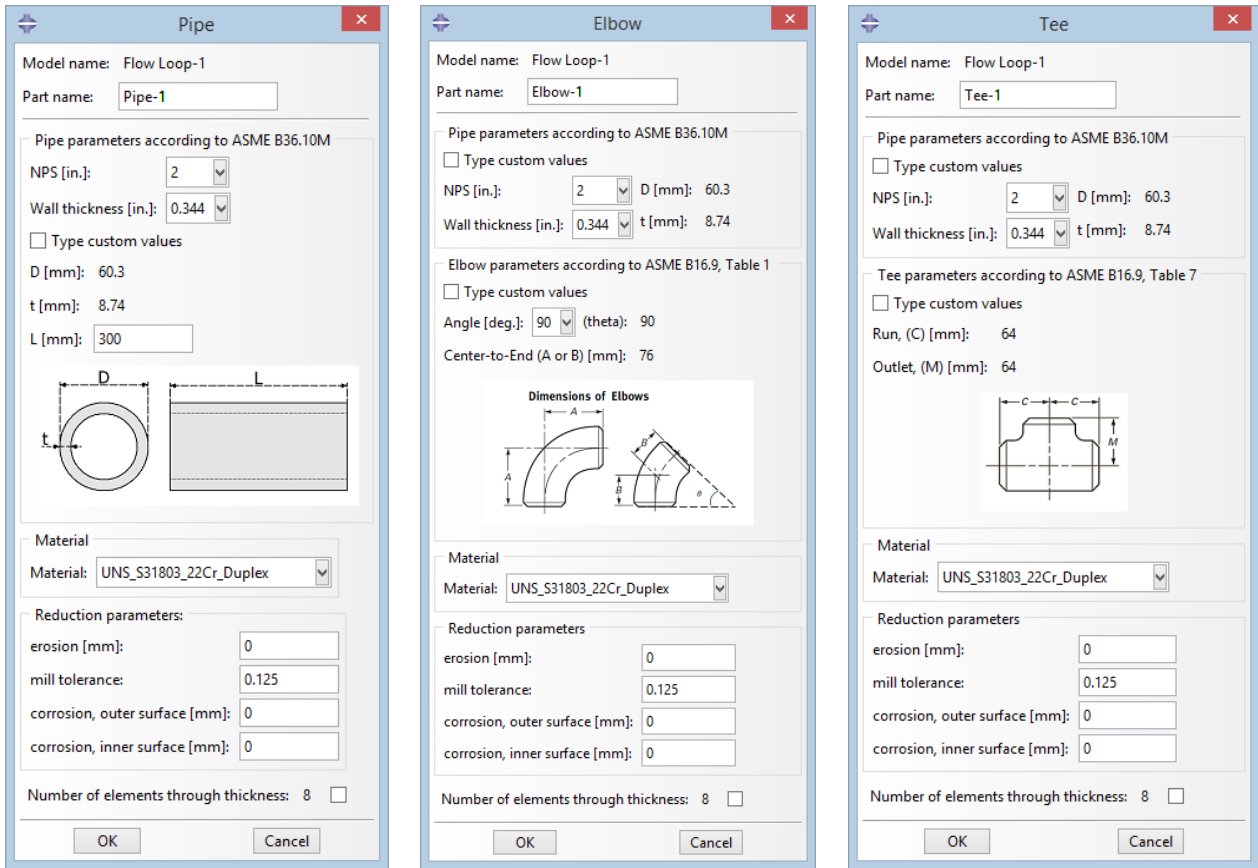 Pipe
Model name: Flow Loop-1
Part name: Pipe-1
Pipe parameters according to ASME B36.10M
NPS [in.]: 2
Wall thickness [in.]: 0.344
Type custom values
D [mm]: 60.3
t [mm]: 8.74
L [mm]: 300
D
L
t
Material
Material: UNS_S31803_22Cr_Duplex
Reduction parameters:
erosion [mm]: 0
mill tolerance: 0.125
corrosion, outer surface [mm]: 0
corrosion, inner surface [mm]: 0
Number of elements through thickness: 8
OK Cancel
Elbow
Model name: Flow Loop-1
Part name: Elbow-1
Pipe parameters according to ASME B36.10M
Type custom values
NPS [in.]: 2 D [mm]: 60.3
Wall thickness [in.]: 0.344 t [mm]: 8.74
Elbow parameters according to ASME B16.9, Table 1
Type custom values
Angle [deg.]: 90 (theta): 90
Center-to-End (A or B) [mm]: 76
Dimensions of Elbows
A
B
A
B
θ
Material
Material: UNS_S31803_22Cr_Duplex
Reduction parameters
erosion [mm]: 0
mill tolerance: 0.125
corrosion, outer surface [mm]: 0
corrosion, inner surface [mm]: 0
Number of elements through thickness: 8
OK Cancel
Tee
Model name: Flow Loop-1
Part name: Tee-1
Pipe parameters according to ASME B36.10M
Type custom values
NPS [in.]: 2 D [mm]: 60.3
Wall thickness [in.]: 0.344 t [mm]: 8.74
Tee parameters according to ASME B16.9, Table 7
Type custom values
Run, (C) [mm]: 64
Outlet, (M) [mm]: 64
C C
M
Material
Material: UNS_S31803_22Cr_Duplex
Reduction parameters
erosion [mm]: 0
mill tolerance: 0.125
corrosion, outer surface [mm]: 0
corrosion, inner surface [mm]: 0
Number of elements through thickness: 8
OK Cancel